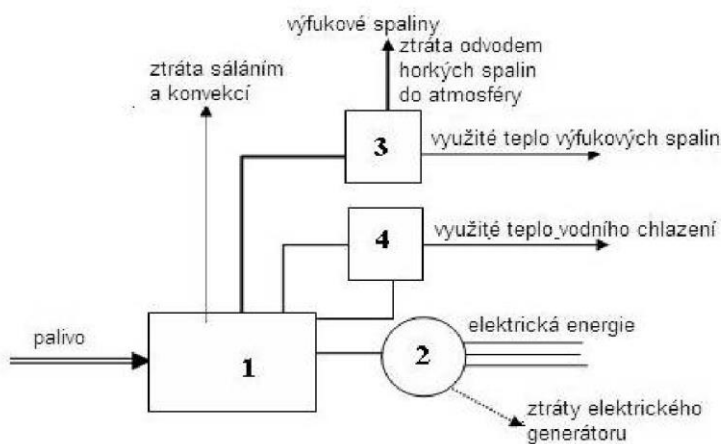 výfukové spaliny
ztráta odvodem
horkých spalin
do atmosféry
ztráta sáláním
a konvekcí
3
využité teplo výfukových spalin
4
využité teplo vodního chlazení
palivo
1
2
elektrická energie
ztráty elektrického
generátoru